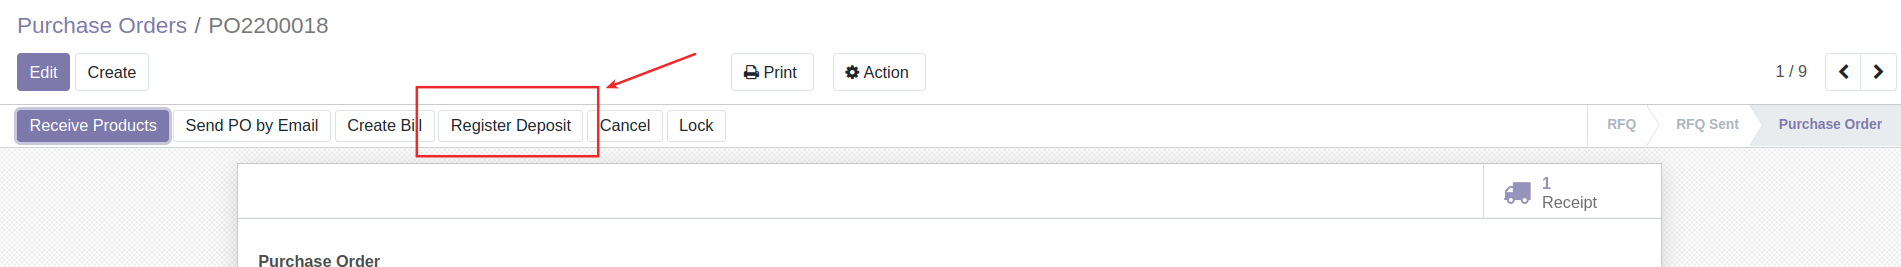 Purchase Orders / PO2200018
Edit Create Print Action 1 / 9
Receive Products Send PO by Email Create Bill Register Deposit Cancel Lock RFQ RFQ Sent Purchase Order
1
Receipt
Purchase Order